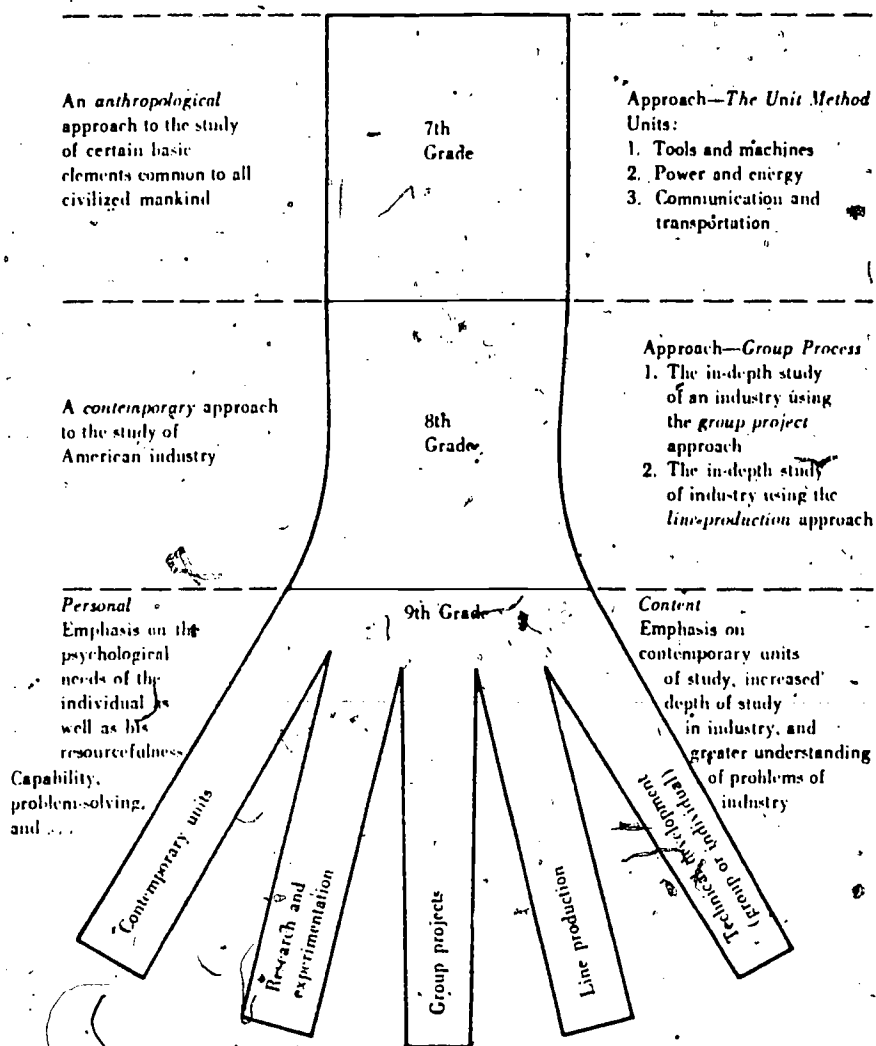 An anthropological
approach to the study
of certain basic
elements common to all
civilized mankind
7th
Grade
Approach—The Unit Method
Units:
1. Tools and machines
2. Power and energy
3. Communication and
transportation
A contemporary approach
to the study of
American industry
8th
Grade
Approach—Group Process
1. The in-depth study
of an industry using
the group project
approach
2. The in-depth study
of industry using the
line-production approach
Personal
Emphasis on the
psychological
needs of the
individual as
well as his
resourcefulness,
Capability,
problem-solving,
and ...
9th Grade
Content
Emphasis on
contemporary units
of study, increased
depth of study
in industry, and
greater understanding
of problems of
industry
Contemporary units
Research and
experimentation
Group projects
Line production
Technical development
(group or individual)